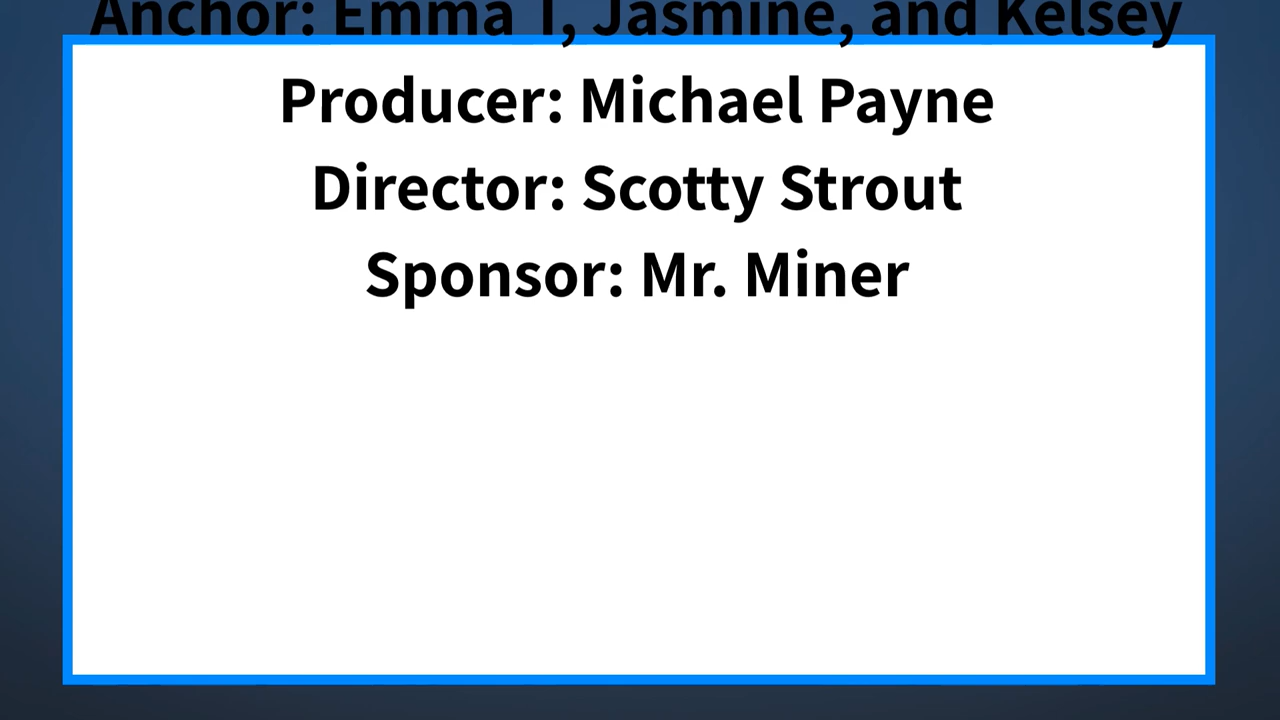 Anchor: Emma T, Jasmine, and Kelsey
Producer: Michael Payne
Director: Scotty Strout
Sponsor: Mr. Miner